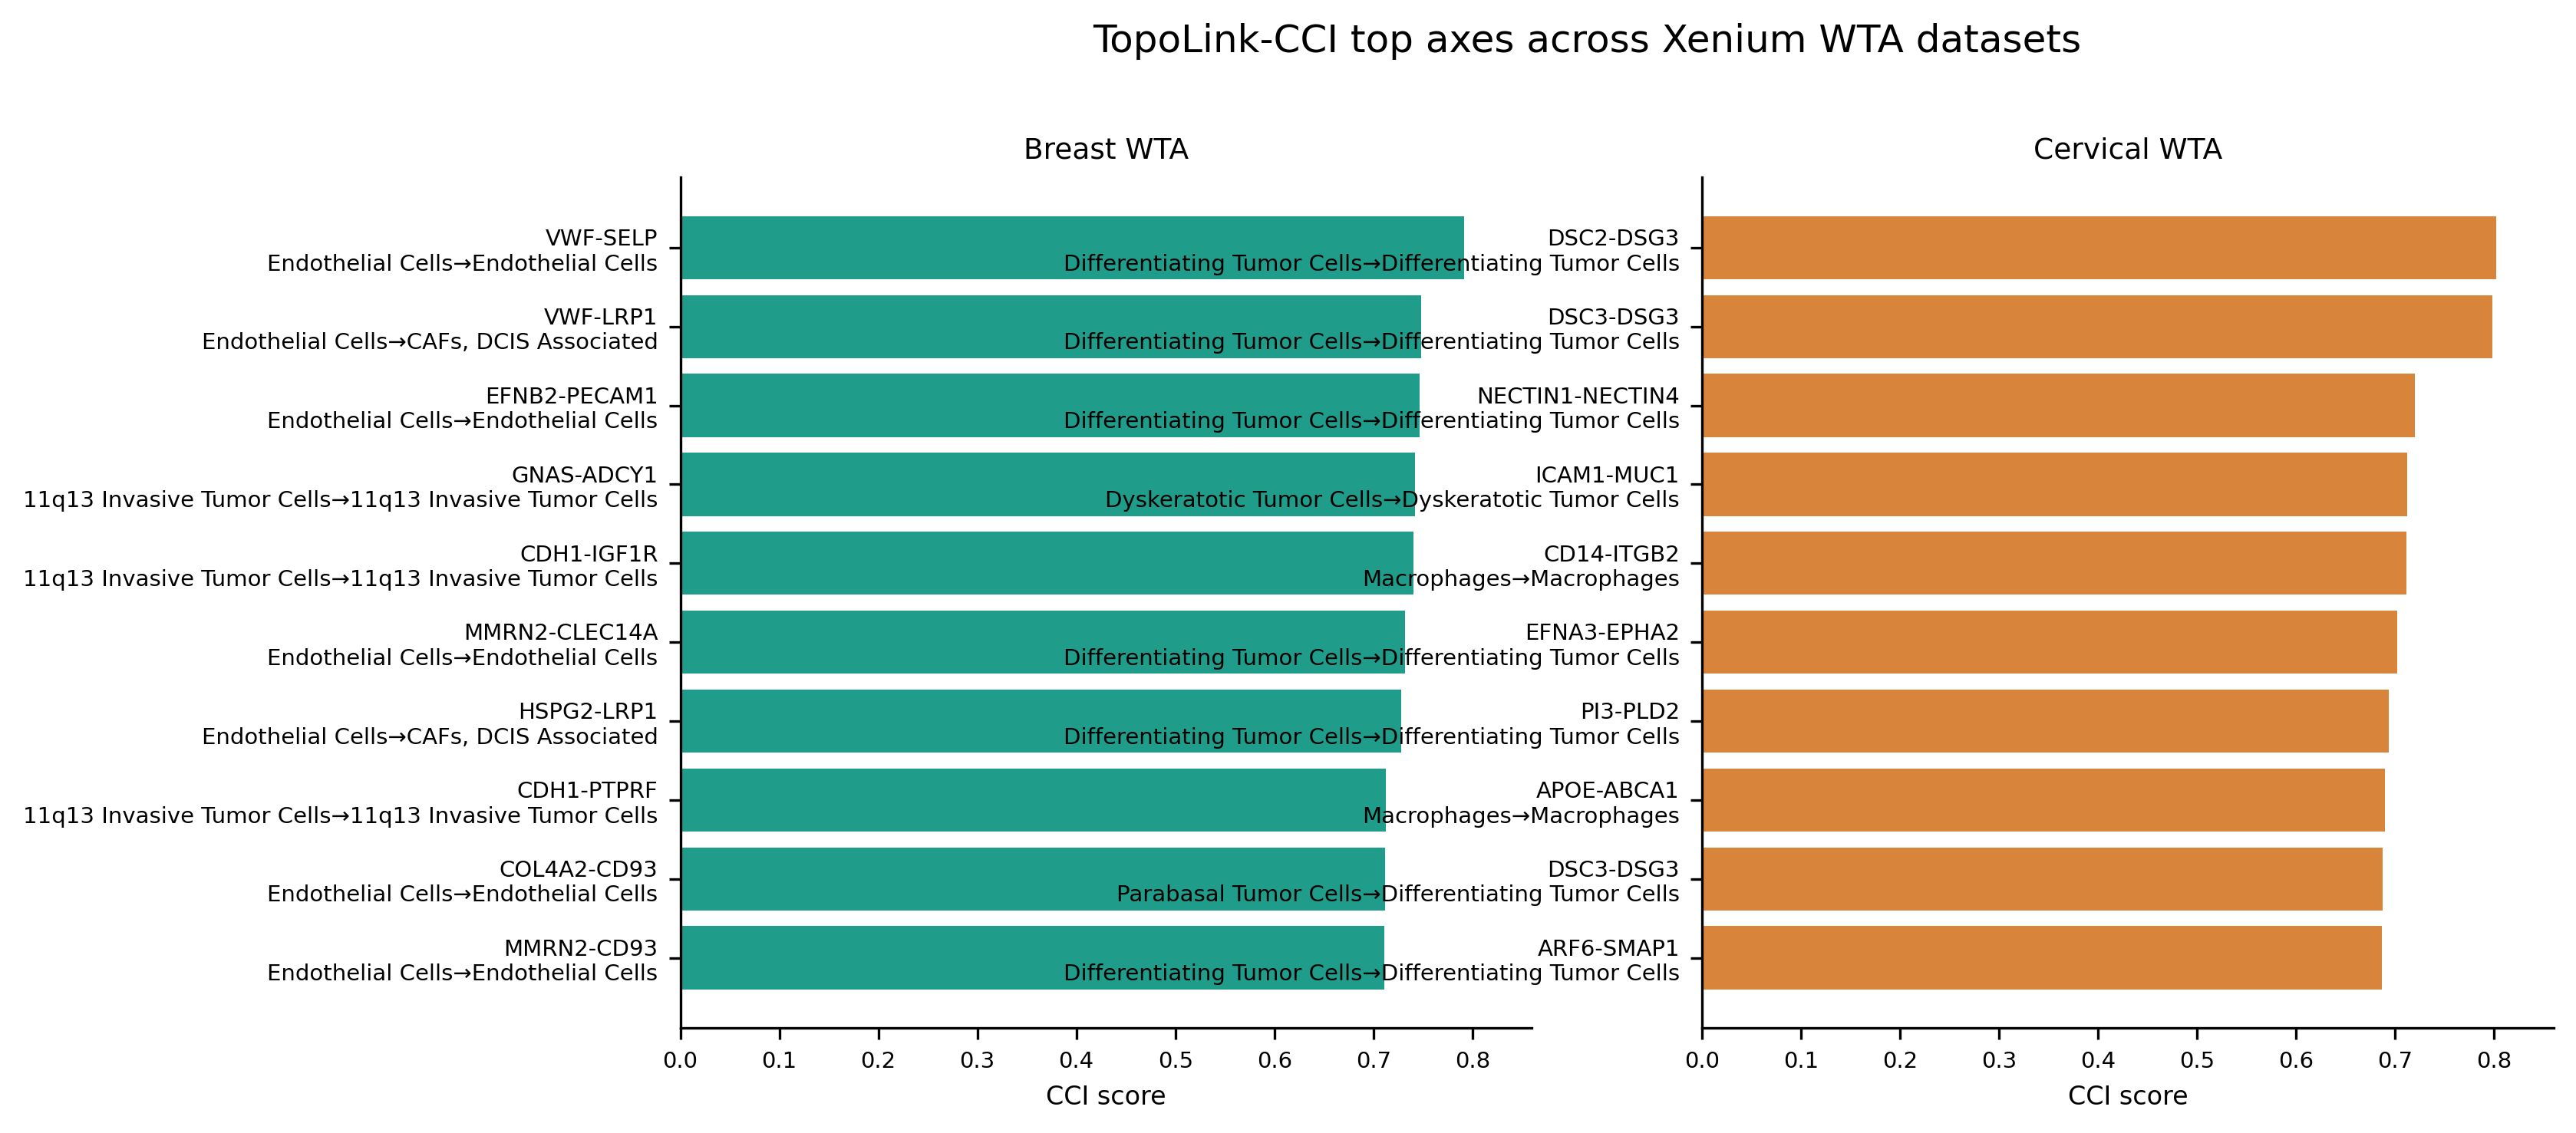 TopoLink-CCI top axes across Xenium WTA datasets
Breast WTA
VWF-SELP
Endothelial Cells→Endothelial Cells
VWF-LRP1
Endothelial Cells→CAFs, DCIS Associated
EFNB2-PECAM1
Endothelial Cells→Endothelial Cells
GNAS-ADCY1
11q13 Invasive Tumor Cells→11q13 Invasive Tumor Cells
CDH1-IGF1R
11q13 Invasive Tumor Cells→11q13 Invasive Tumor Cells
MMRN2-CLEC14A
Endothelial Cells→Endothelial Cells
HSPG2-LRP1
Endothelial Cells→CAFs, DCIS Associated
CDH1-PTPRF
11q13 Invasive Tumor Cells→11q13 Invasive Tumor Cells
COL4A2-CD93
Endothelial Cells→Endothelial Cells
MMRN2-CD93
Endothelial Cells→Endothelial Cells
0.0 0.1 0.2 0.3 0.4 0.5 0.6 0.7 0.8
CCI score
Cervical WTA
DSC2-DSG3
Differentiating Tumor Cells→Differentiating Tumor Cells
DSC3-DSG3
Differentiating Tumor Cells→Differentiating Tumor Cells
NECTIN1-NECTIN4
Differentiating Tumor Cells→Differentiating Tumor Cells
ICAM1-MUC1
Dyskeratotic Tumor Cells→Dyskeratotic Tumor Cells
CD14-ITGB2
Macrophages→Macrophages
EFNA3-EPHA2
Differentiating Tumor Cells→Differentiating Tumor Cells
PI3-PLD2
Differentiating Tumor Cells→Differentiating Tumor Cells
APOE-ABCA1
Macrophages→Macrophages
DSC3-DSG3
Parabasal Tumor Cells→Differentiating Tumor Cells
ARF6-SMAP1
Differentiating Tumor Cells→Differentiating Tumor Cells
0.0 0.1 0.2 0.3 0.4 0.5 0.6 0.7 0.8
CCI score